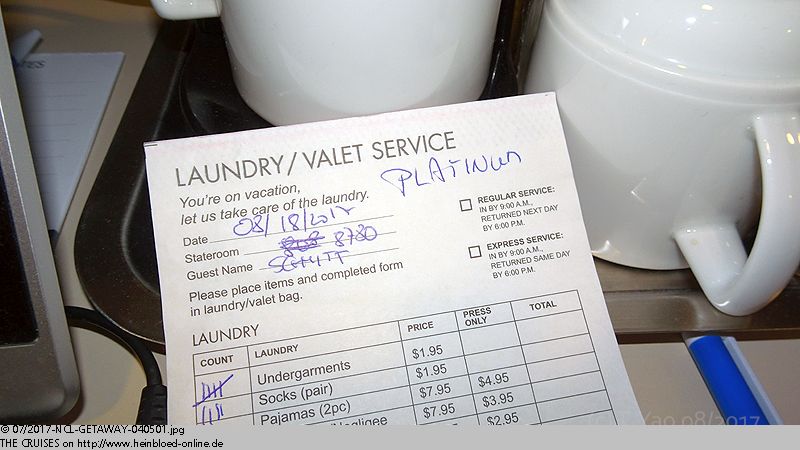 LAUNDRY/VALET SERVICE
PLATINUM
You're on vacation,
let us take care of the laundry.
Date 08/18/2017
Stateroom 8730
Guest Name SCHMITT
Please place items and completed form
in laundry/valet bag.
REGULAR SERVICE:
IN BY 9:00 A.M.,
RETURNED NEXT DAY
BY 6:00 P.M.
EXPRESS SERVICE:
IN BY 9:00 A.M,
RETURNED SAME DAY
BY 6:00 P.M.
LAUNDRY
COUNT LAUNDRY PRICE PRESS ONLY TOTAL
Undergarments $1.95
Socks (pair) $1.95
Pajamas (2pc) $7.95 $4.95
$7.95 $3.95
$2.95
08/2017
© 07/2017-NCL-GETAWAY-040501.jpg
THE CRUISES on http://www.heinbloed-online.de